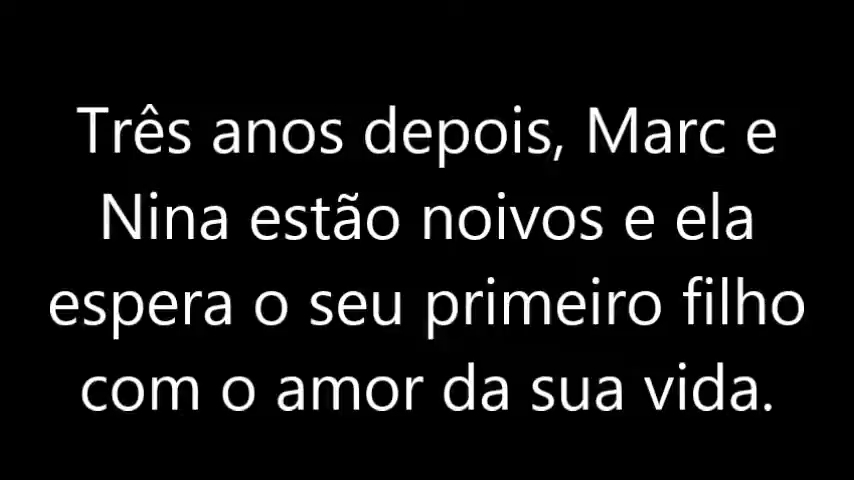 Três anos depois, Marc e
Nina estão noivos e ela
espera o seu primeiro filho
com o amor da sua vida.